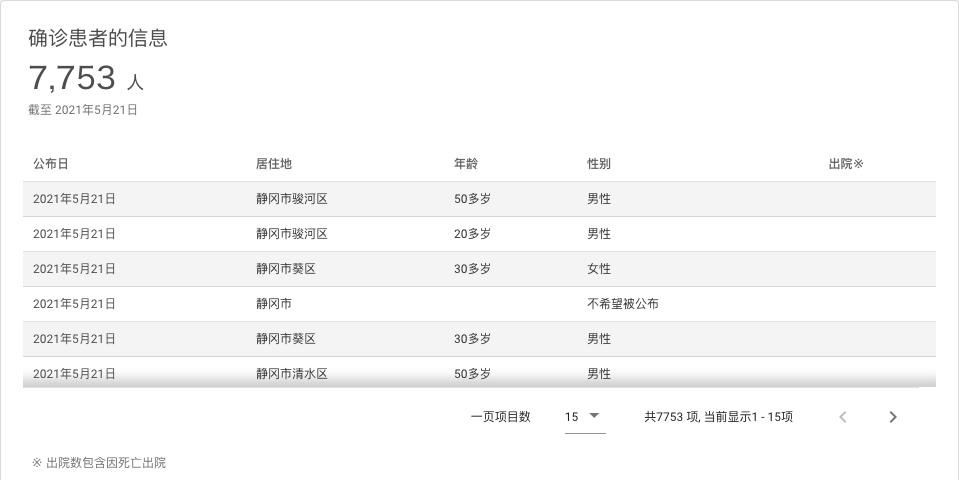 确诊患者的信息
7,753 人
截至 2021年5月21日
公布日 居住地 年龄 性别 出院※
2021年5月21日 静冈市骏河区 50多岁 男性
2021年5月21日 静冈市骏河区 20多岁 男性
2021年5月21日 静冈市葵区 30多岁 女性
2021年5月21日 静冈市 不希望被公布
2021年5月21日 静冈市葵区 30多岁 男性
2021年5月21日 静冈市清水区 50多岁 男性
一页项目数 15 共7753 项, 当前显示1 - 15项
※ 出院数包含因死亡出院